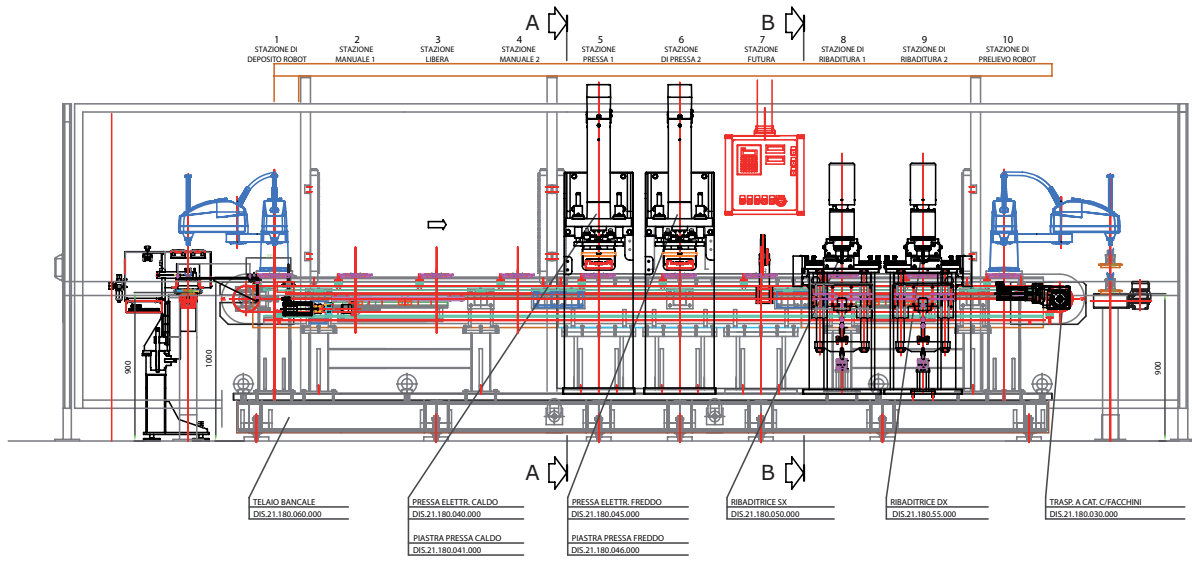 A
B
1
STAZIONE DI
DEPOSITO ROBOT
2
STAZIONE
MANUALE 1
3
STAZIONE
LIBERA
4
STAZIONE
MANUALE 2
5
STAZIONE
PRESSA 1
6
STAZIONE
DI PRESSA 2
7
STAZIONE
FUTURA
8
STAZIONE DI
RIBADITURA 1
9
STAZIONE DI
RIBADITURA 2
10
STAZIONE
DI PRELIEVO ROBOT
900
1000
900
A
B
TELAIO BANCALE
DIS.21.180.060.000
PRESSA ELETTR. CALDO
DIS.21.180.040.000
PIASTRA PRESSA CALDO
DIS.21.180.041.000
PRESSA ELETTR. FREDDO
DIS.21.180.045.000
PIASTRA PRESSA FREDDO
DIS.21.180.046.000
RIBADITRICE SX
DIS.21.180.050.000
RIBADITRICE DX
DIS.21.180.55.000
TRASP. A CAT. C/FACCHINI
DIS.21.180.030.000